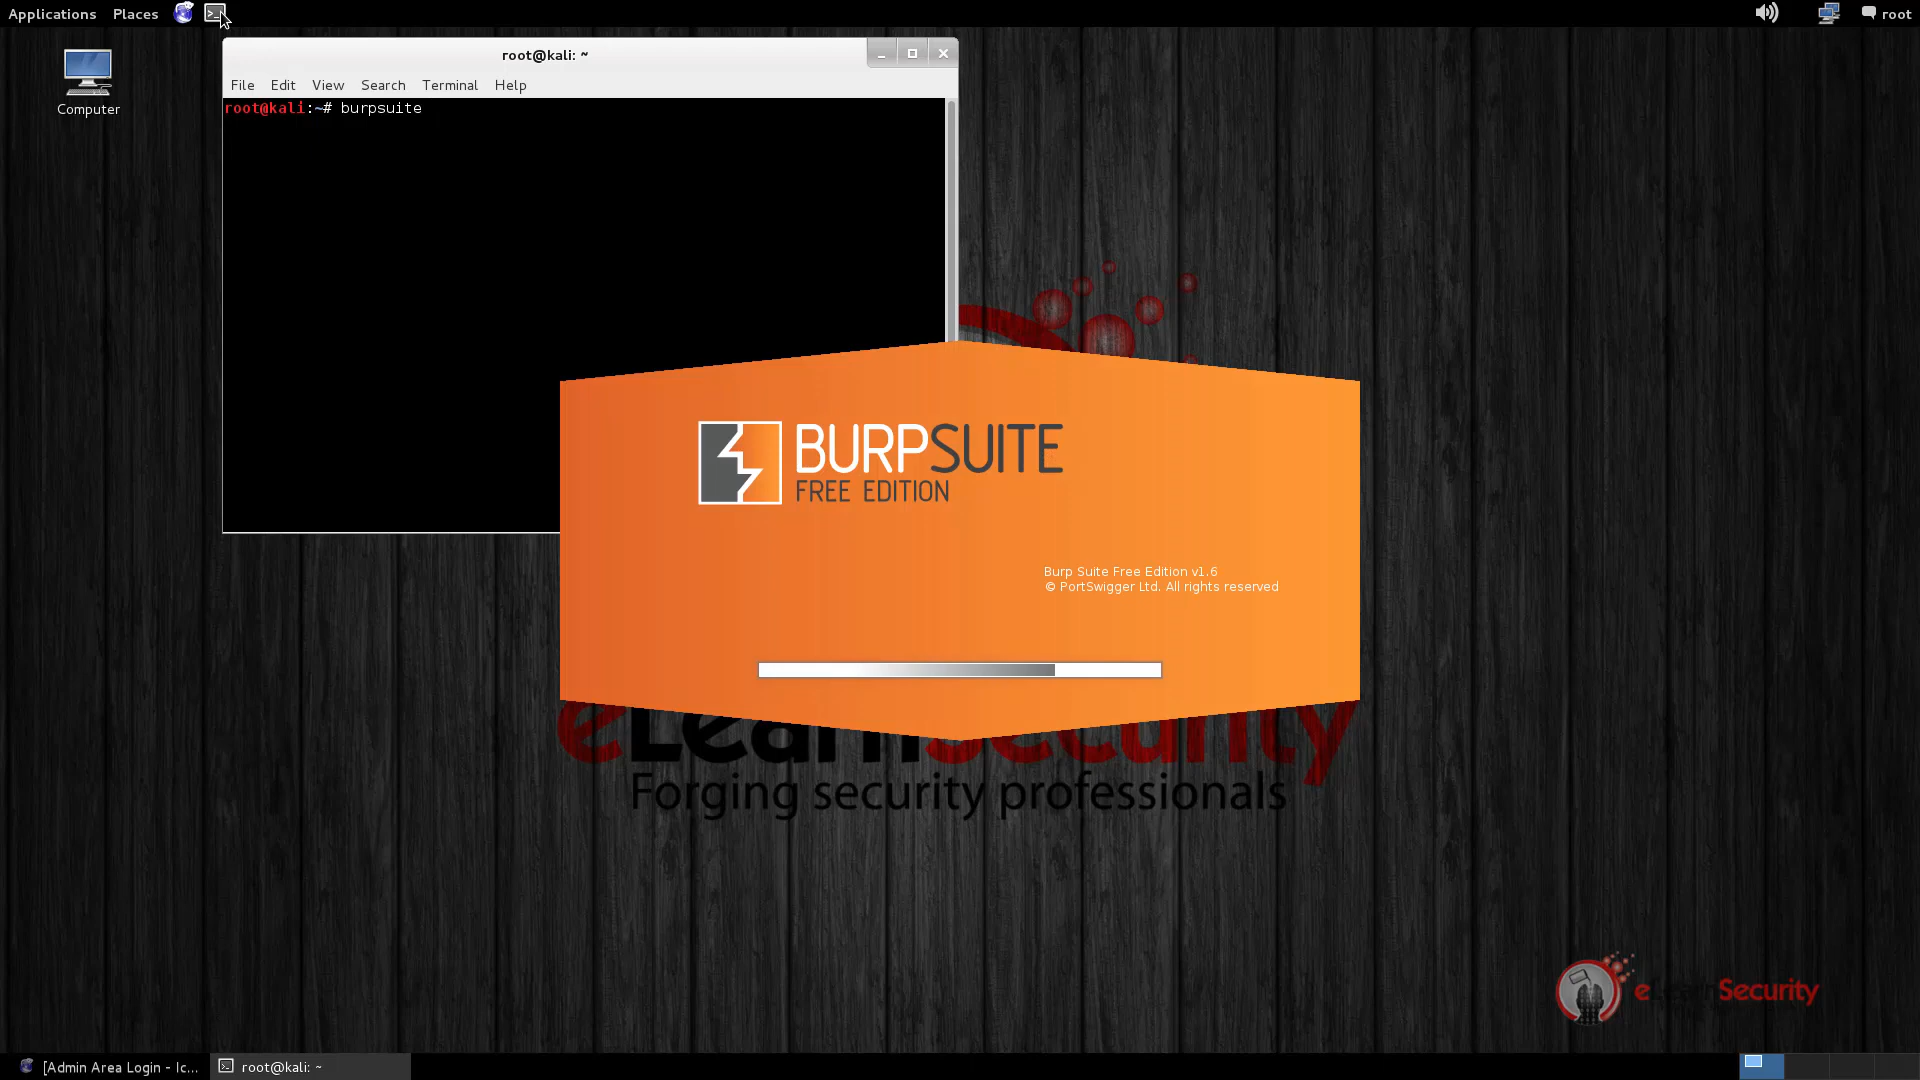 Applications Places root
root@kali: ~
File Edit View Search Terminal Help
root@kali:~# burpsuite
Computer
BURPSUITE
FREE EDITION
Burp Suite Free Edition v1.6
© PortSwigger Ltd. All rights reserved
eLearnSecurity
Forging security professionals
eLearnSecurity
[Admin Area Login - Ic... root@kali: ~